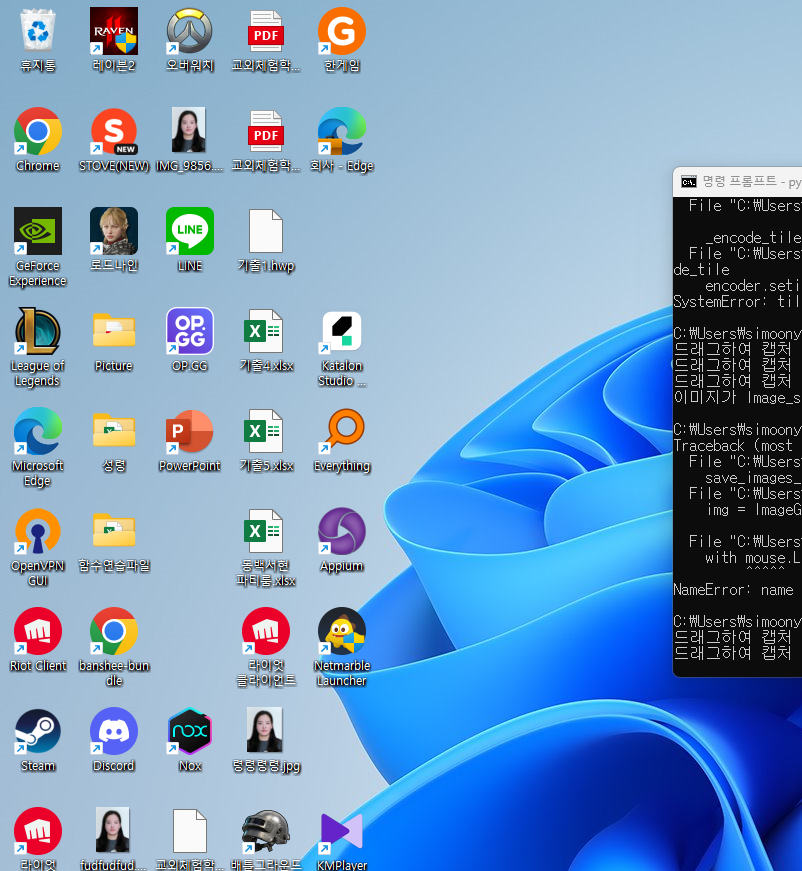 휴지통
RAVEN
레이븐2
오버워치
PDF
교외체험학...
PDF
교외체험학...
G
한게임
Chrome
S
NEW
STOVE(NEW)
IMG_9856....
회사 - Edge
GeForce
Experience
로드나인
LINE
LINE
기출1.hwp
League of
Legends
Picture
OP.
GG
OP.GG
기출4.xlsx
Katalon
Studio ...
Microsoft
Edge
성령
P
PowerPoint
기출5.xlsx
Everything
OpenVPN
GUI
함수연습파일
동백서현
파티룸.xlsx
Appium
Riot Client
banshee-bun
dle
라이엇
클라이언트
Netmarble
Launcher
Steam
Discord
nox
Nox
령령령령.jpg
라이엇
fudfudfud....
교외체험학...
배틀그라운드
KMPlayer
명령 프롬프트 - py
File "C:₩Users₩
_encode_tile
File "C:₩Users₩
de_tile
encoder.seti
SystemError: til
C:₩Users₩simoony
드래그하여 캡처
드래그하여 캡처
드래그하여 캡처
이미지가 Image_s
C:₩Users₩simoony
Traceback (most
File "C:₩Users₩
save_images_
File "C:₩Users₩
img = ImageG
File "C:₩Users₩
with mouse.L
^^^^^
NameError: name
C:₩Users₩simoony
드래그하여 캡처
드래그하여 캡처